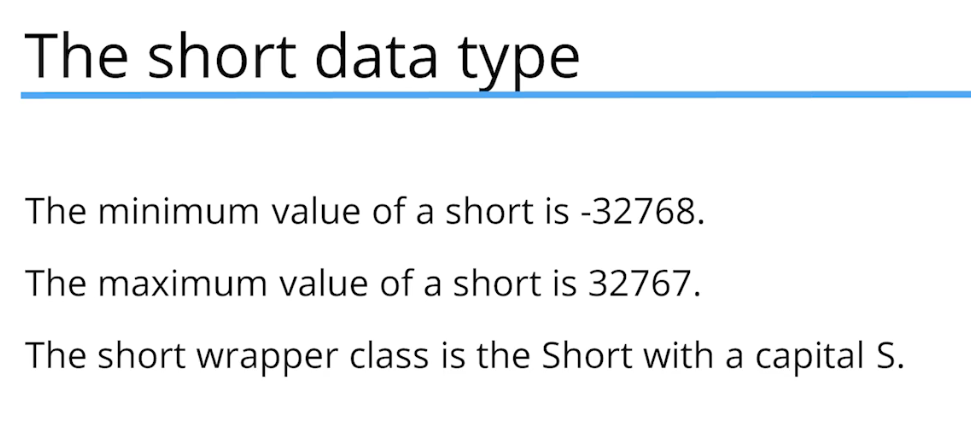 The short data type
The minimum value of a short is -32768.
The maximum value of a short is 32767.
The short wrapper class is the Short with a capital S.